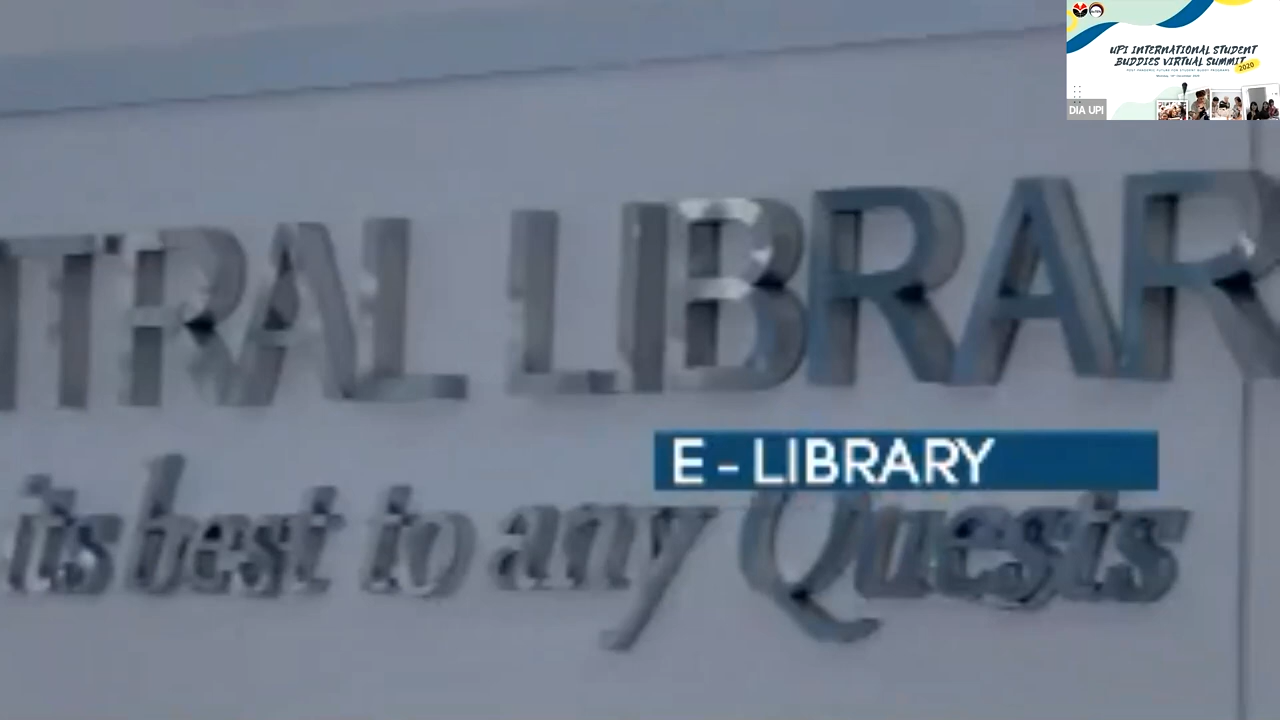 UPI INTERNATIONAL STUDENT
BUDDIES VIRTUAL SUMMIT
2020
DIA UPI
TRAL LIBRAR
E - LIBRARY
its best to any Quests